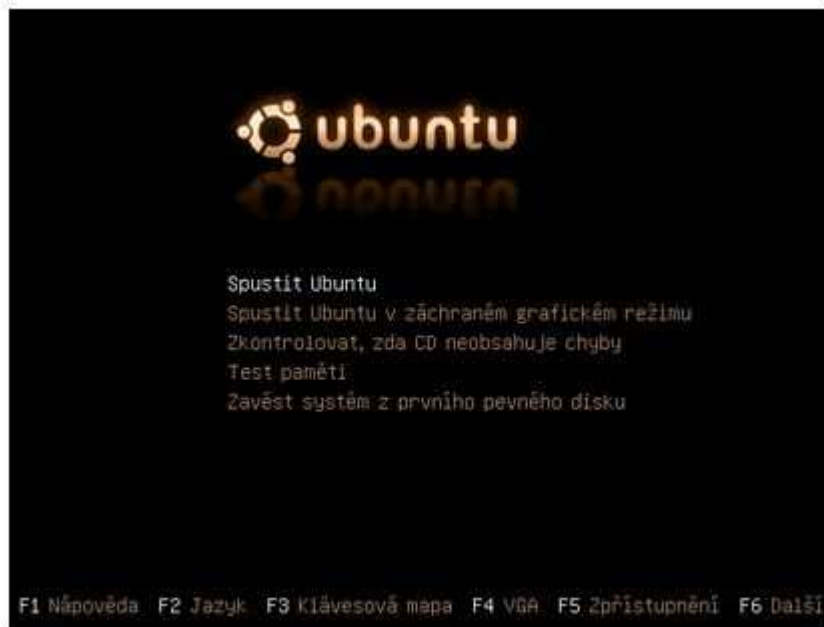 ubuntu
Spustit Ubuntu
Spustit Ubuntu v záchraném grafickém režimu
Zkontrolovat, zda CD neobsahuje chyby
Test paměti
Zavést systém z prvního pevného disku
F1 Nápověda F2 Jazyk F3 Klávesová mapa F4 VGA F5 Zpřístupnění F6 Další